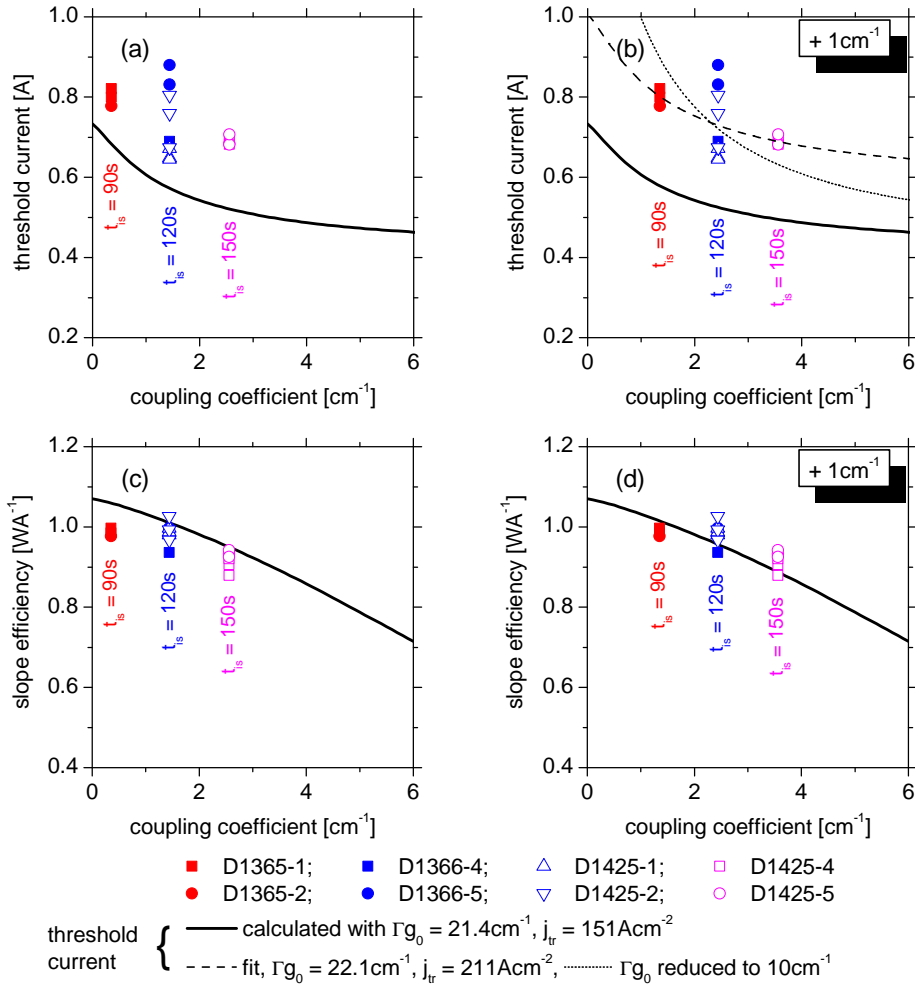 (a)
threshold current [A]
1.0
0.8
0.6
0.4
0.2
t_is = 90s
t_is = 120s
t_is = 150s
0 2 4 6
coupling coefficient [cm⁻¹]
(b)
+ 1cm⁻¹
threshold current [A]
1.0
0.8
0.6
0.4
0.2
t_is = 90s
t_is = 120s
t_is = 150s
0 2 4 6
coupling coefficient [cm⁻¹]
(c)
slope efficiency [WA⁻¹]
1.2
1.0
0.8
0.6
0.4
t_is = 90s
t_is = 120s
t_is = 150s
0 2 4 6
coupling coefficient [cm⁻¹]
(d)
+ 1cm⁻¹
slope efficiency [WA⁻¹]
1.2
1.0
0.8
0.6
0.4
t_is = 90s
t_is = 120s
t_is = 150s
0 2 4 6
coupling coefficient [cm⁻¹]
D1365-1; D1366-4; D1425-1; D1425-4
D1365-2; D1366-5; D1425-2; D1425-5
threshold current {
calculated with Γg₀ = 21.4cm⁻¹, j_tr = 151Acm⁻²
fit, Γg₀ = 22.1cm⁻¹, j_tr = 211Acm⁻², Γg₀ reduced to 10cm⁻¹